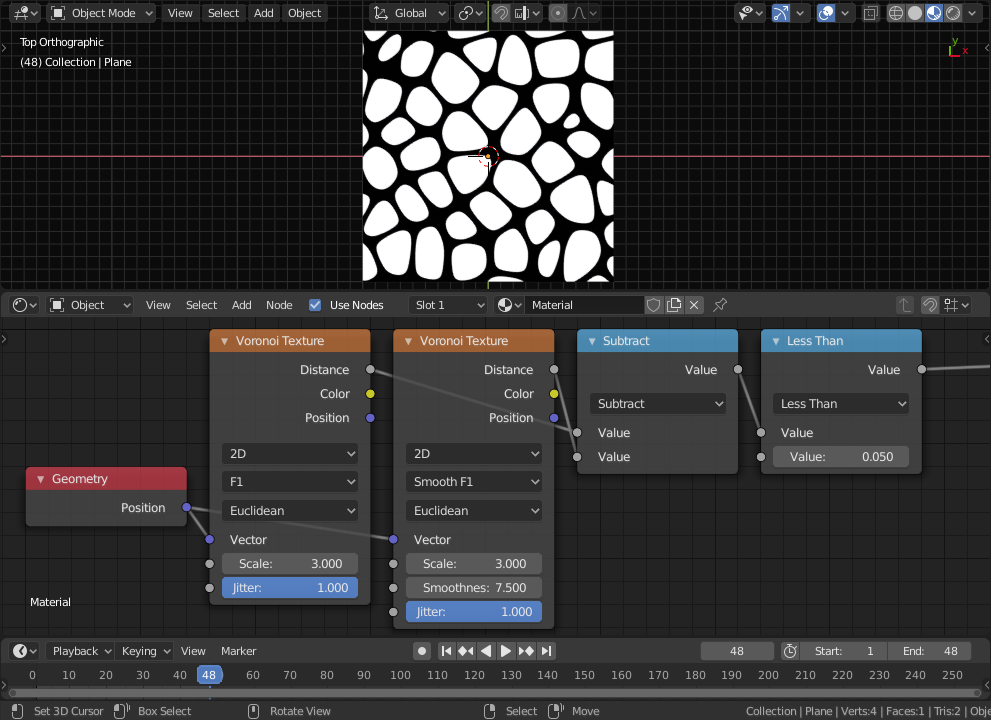 Object Mode View Select Add Object Global
Top Orthographic
(48) Collection | Plane
y
x
Object View Select Add Node Use Nodes Slot 1 Material
Voronoi Texture
Distance
Color
Position
2D
F1
Euclidean
Vector
Scale: 3.000
Jitter: 1.000
Voronoi Texture
Distance
Color
Position
2D
Smooth F1
Euclidean
Vector
Scale: 3.000
Smoothnes: 7.500
Jitter: 1.000
Subtract
Value
Subtract
Value
Value
Less Than
Value
Less Than
Value
Value: 0.050
Geometry
Position
Material
Playback Keying View Marker 48 Start: 1 End: 48
0 10 20 30 40 48 60 70 80 90 100 110 120 130 140 150 160 170 180 190 200 210 220 230 240 250
Set 3D Cursor Box Select Rotate View Select Move Collection | Plane | Verts:4 | Faces:1 | Tris:2 | Obje